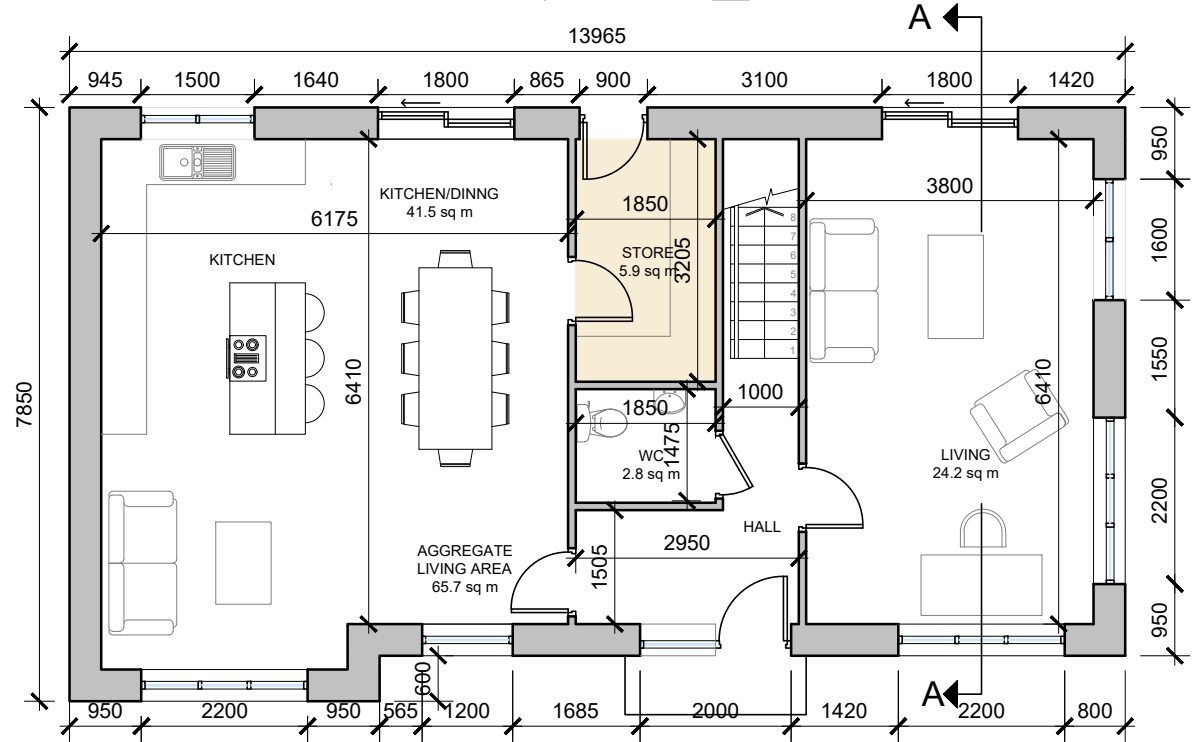 A
13965
945 1500 1640 1800 865 900 3100 1800 1420
KITCHEN/DINNG
41.5 sq m
6175
1850
3800
950
KITCHEN
STORE
5.9 sq m
3205
8
7
6
5
4
3
2
1
1600
7850
6410
1850
1000
6410
1550
WC
2.8 sq m
1475
LIVING
24.2 sq m
HALL
2200
AGGREGATE
LIVING AREA
65.7 sq m
1505
2950
950
600
A
950 2200 950 565 1200 1685 2000 1420 2200 800